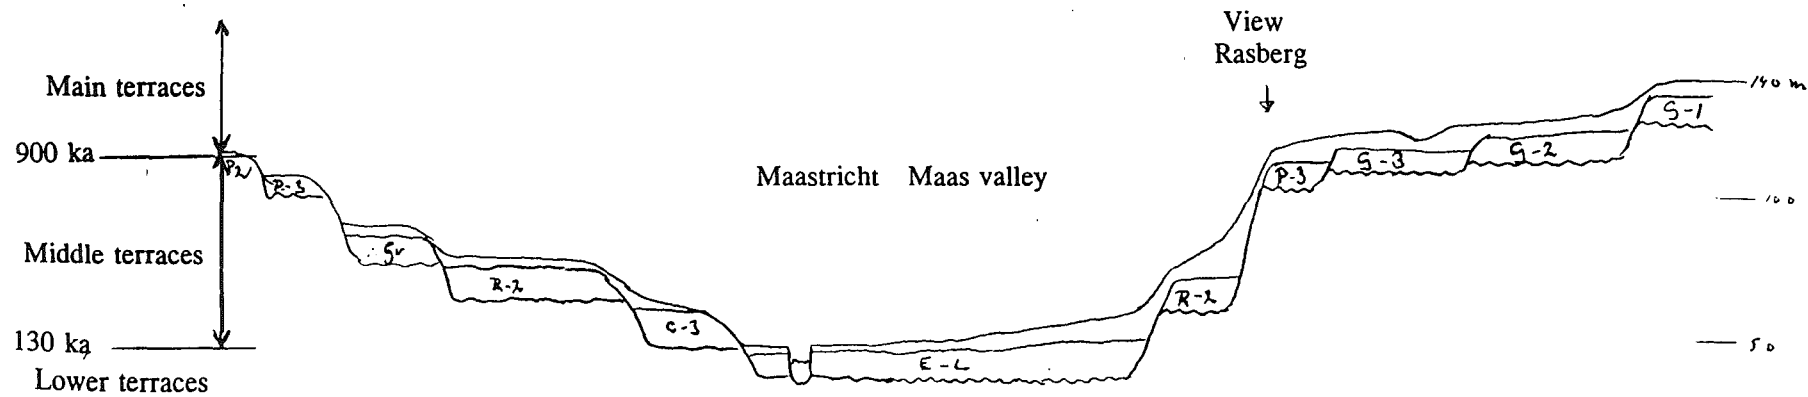 View
Rasberg
Main terraces
140 m
G-1
900 ka
P2
P-3
Maastricht Maas valley
P-3
G-3
G-2
100
Middle terraces
Gr
R-2
R-2
C-3
130 ka
E-L
50
Lower terraces